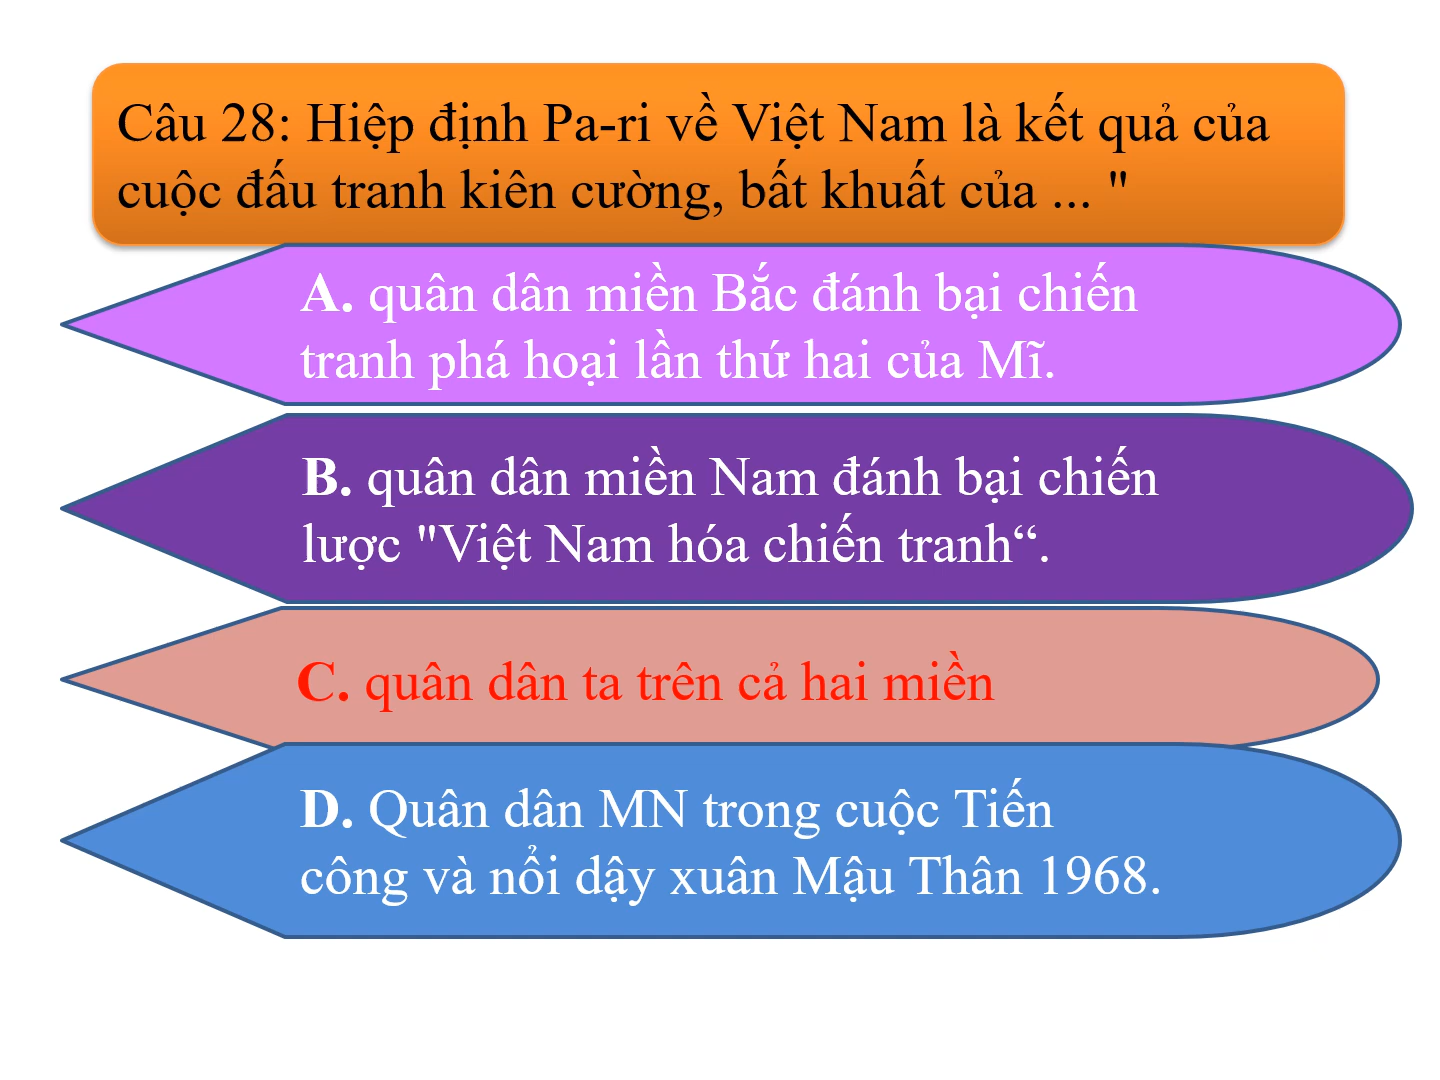 Câu 28: Hiệp định Pa-ri về Việt Nam là kết quả của
cuộc đấu tranh kiên cường, bất khuất của ... "
A. quân dân miền Bắc đánh bại chiến
tranh phá hoại lần thứ hai của Mĩ.
B. quân dân miền Nam đánh bại chiến
lược "Việt Nam hóa chiến tranh“.
C. quân dân ta trên cả hai miền
D. Quân dân MN trong cuộc Tiến
công và nổi dậy xuân Mậu Thân 1968.